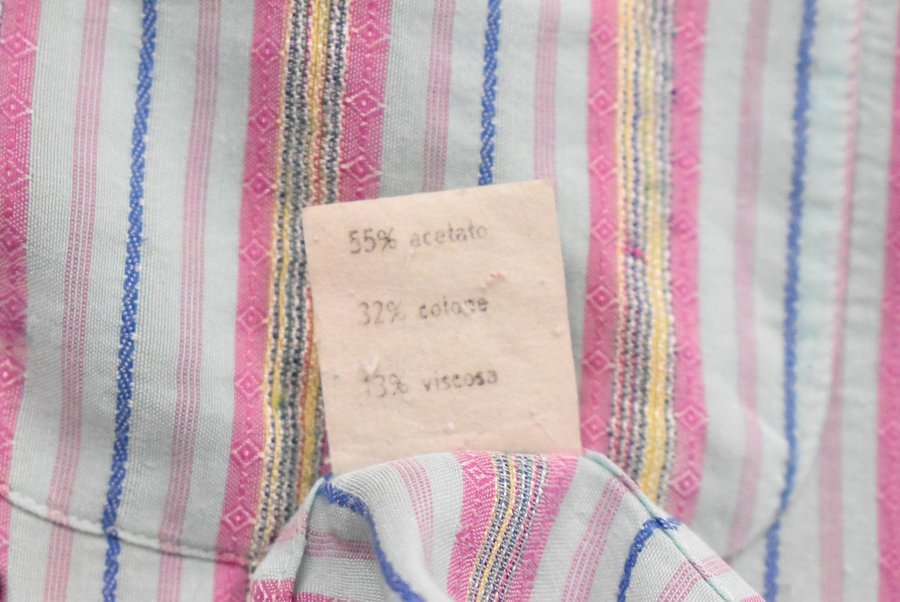 55% acetato
32% cotone
13% viscosa